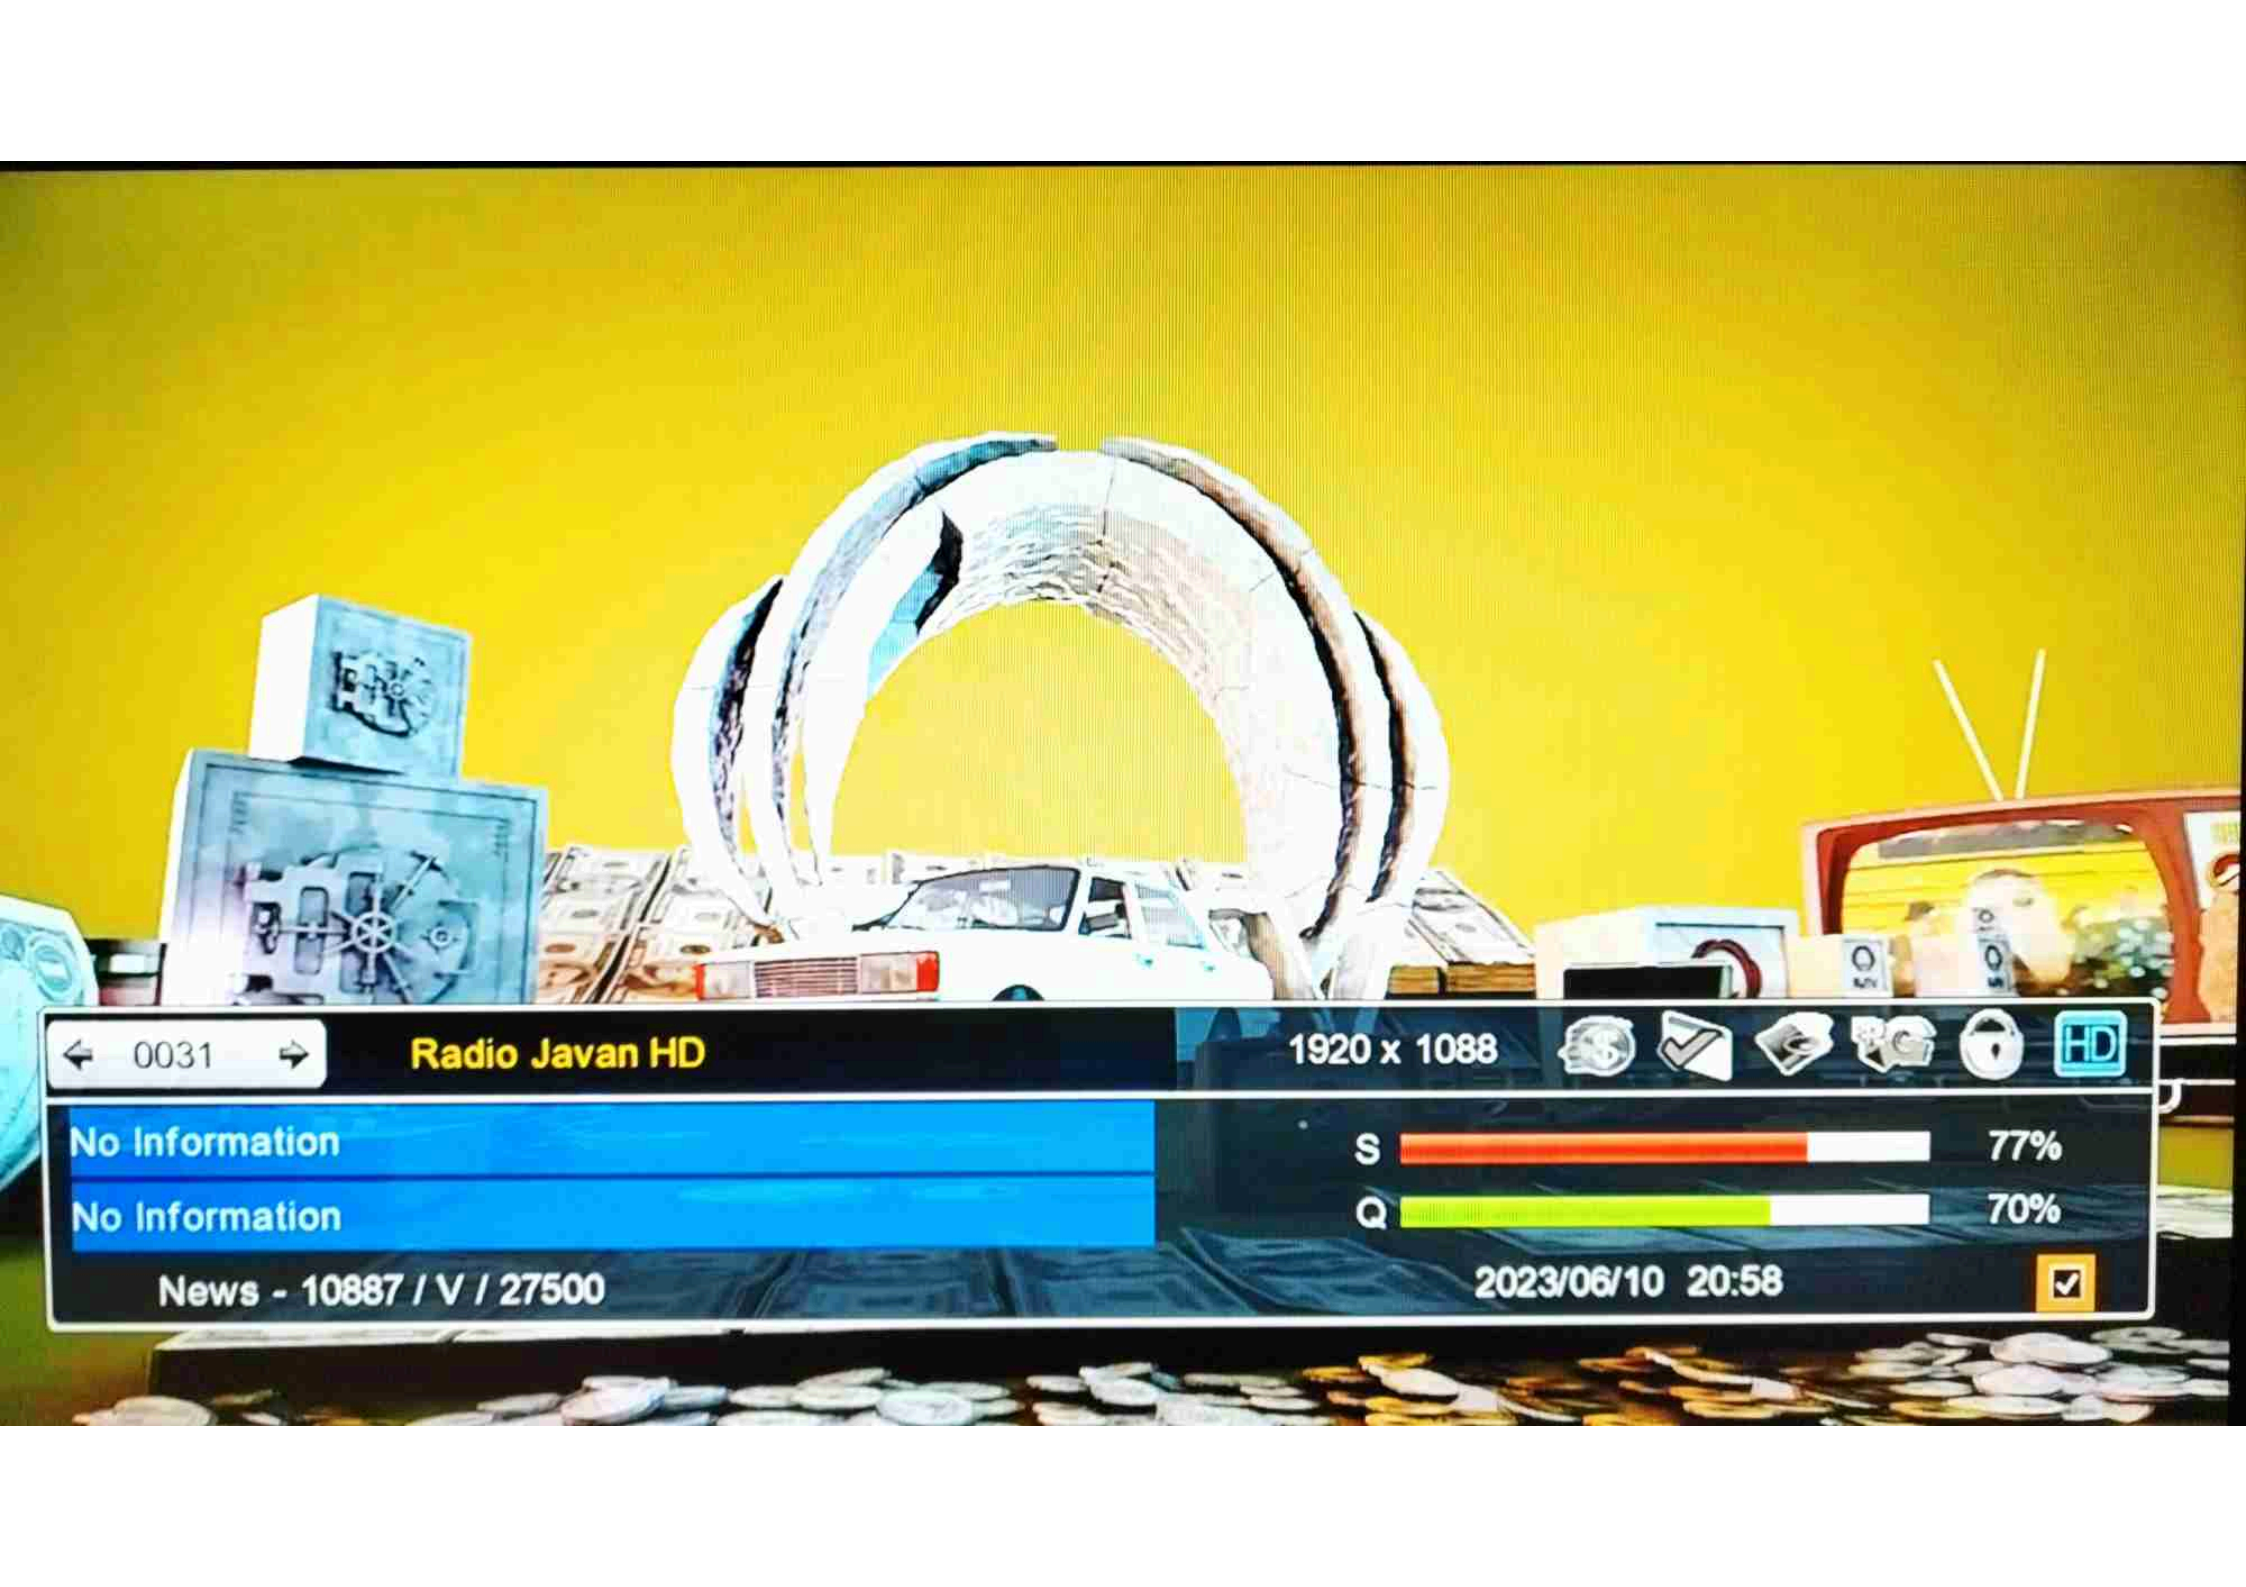 0031
Radio Javan HD
1920 x 1088
HD
No Information
No Information
S 77%
Q 70%
News - 10887 / V / 27500
2023/06/10 20:58